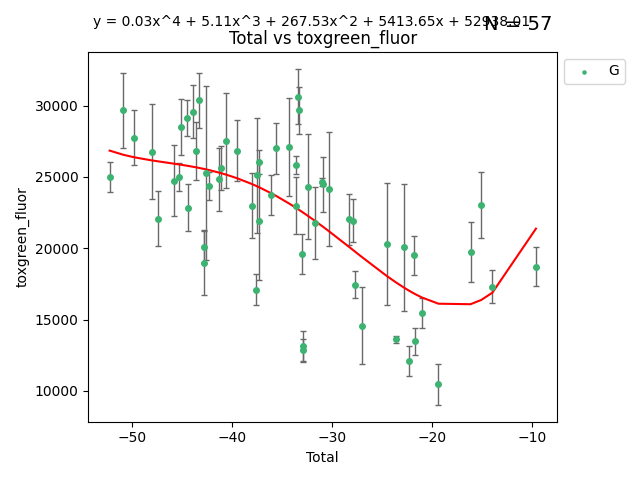 y = 0.03x^4 + 5.11x^3 + 267.53x^2 + 5413.65x + 52938.01
N = 57
Total vs toxgreen_fluor
G
toxgreen_fluor
30000
25000
20000
15000
10000
−50 −40 −30 −20 −10
Total